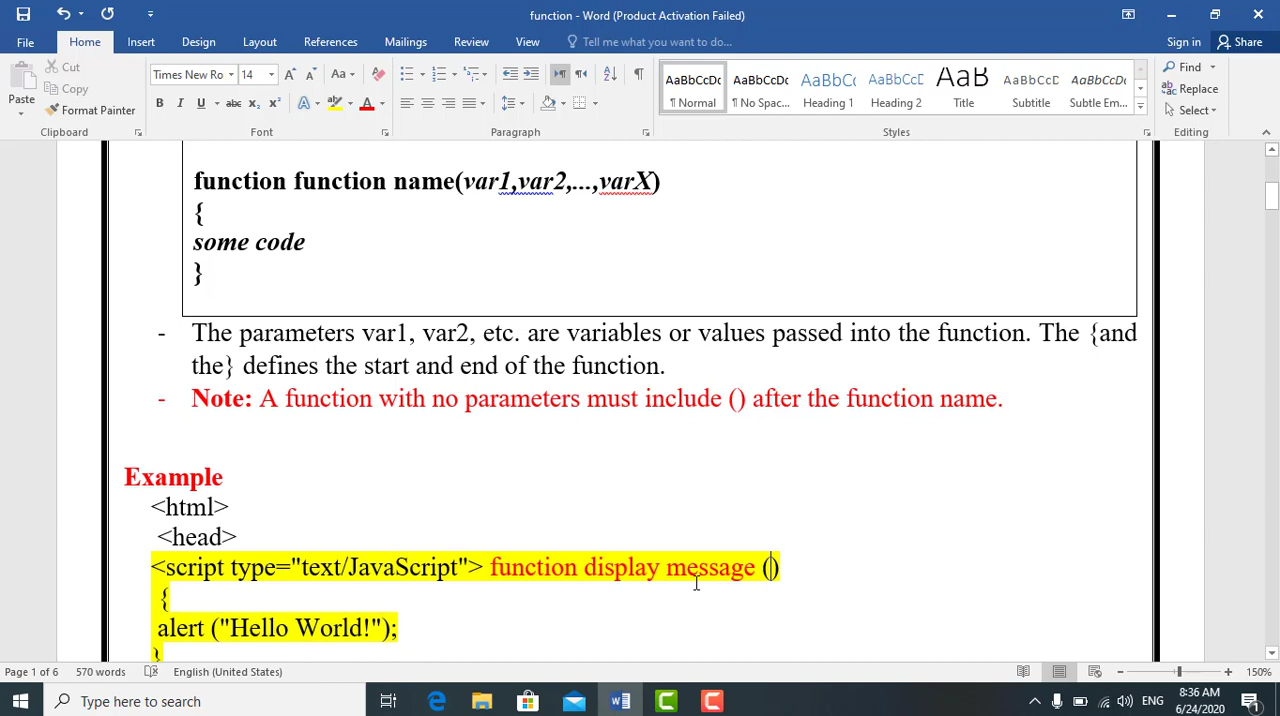 function - Word (Product Activation Failed)
File Home Insert Design Layout References Mailings Review View Tell me what you want to do... Sign in Share
Paste Cut Copy Format Painter
Times New Ro 14 Aa
B I U abc x₂ x² A A
AaBbCcDc AaBbCcDc AaBbCc AaBbCcD AaB AaBbCcD AaBbCcDc
¶ Normal ¶ No Spac... Heading 1 Heading 2 Title Subtitle Subtle Em...
Find Replace Select
Clipboard Font Paragraph Styles Editing
function function name(var1,var2,...,varX)
{
some code
}
- The parameters var1, var2, etc. are variables or values passed into the function. The {and
the} defines the start and end of the function.
- Note: A function with no parameters must include () after the function name.
Example
<html>
<head>
<script type="text/JavaScript"> function display message ()
{
alert ("Hello World!");
}
Page 1 of 6 570 words English (United States) 150%
Type here to search ENG 8:36 AM
6/24/2020